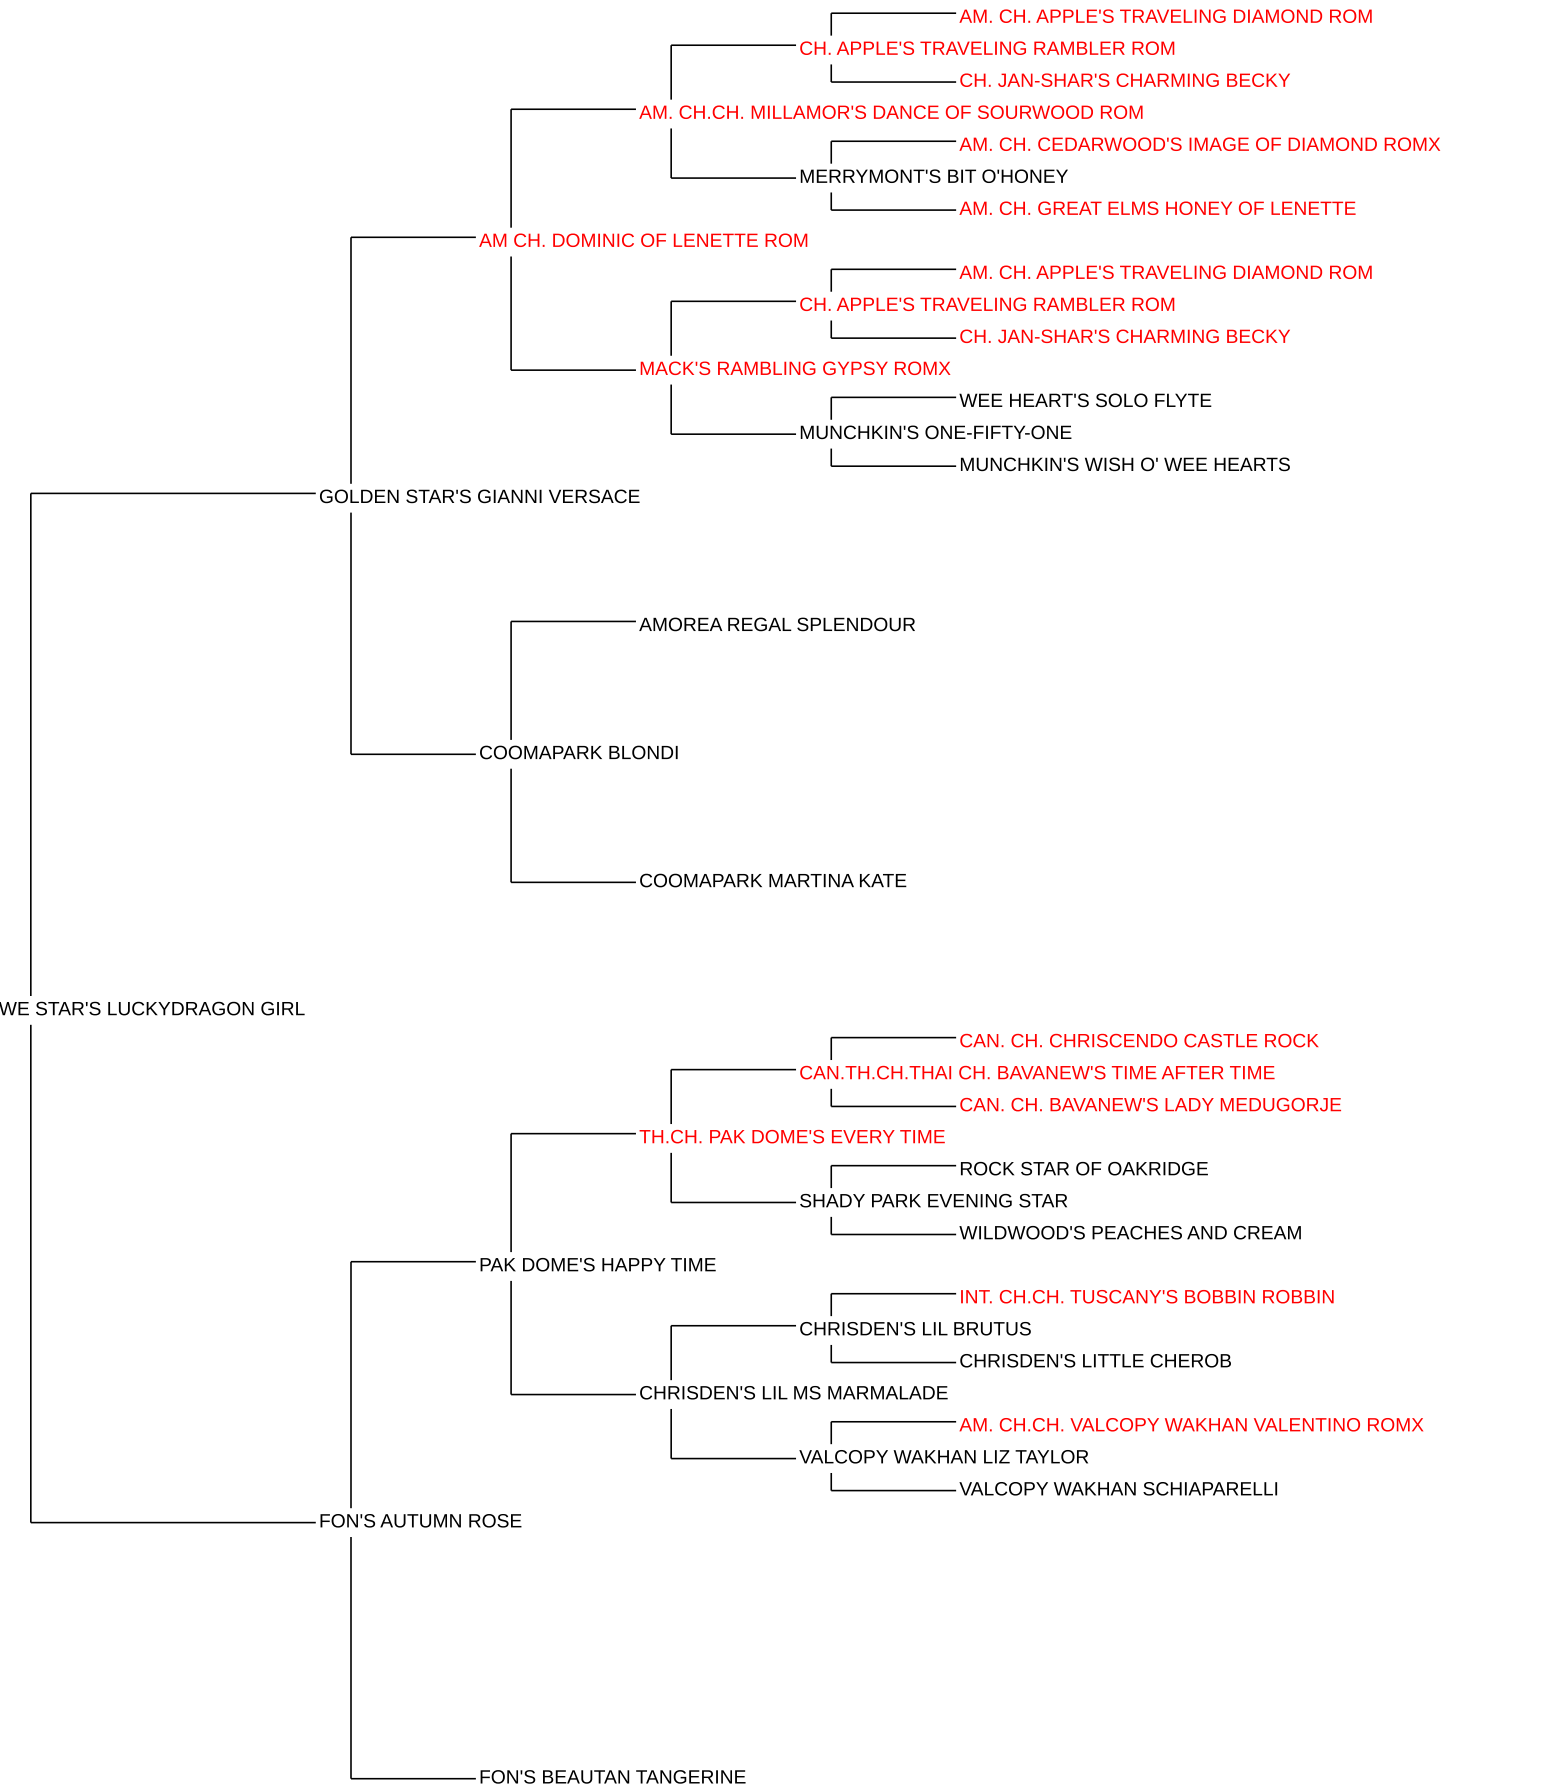 AM. CH. APPLE'S TRAVELING DIAMOND ROM
CH. APPLE'S TRAVELING RAMBLER ROM
CH. JAN-SHAR'S CHARMING BECKY
AM. CH.CH. MILLAMOR'S DANCE OF SOURWOOD ROM
AM. CH. CEDARWOOD'S IMAGE OF DIAMOND ROMX
MERRYMONT'S BIT O'HONEY
AM. CH. GREAT ELMS HONEY OF LENETTE
AM CH. DOMINIC OF LENETTE ROM
AM. CH. APPLE'S TRAVELING DIAMOND ROM
CH. APPLE'S TRAVELING RAMBLER ROM
CH. JAN-SHAR'S CHARMING BECKY
MACK'S RAMBLING GYPSY ROMX
WEE HEART'S SOLO FLYTE
MUNCHKIN'S ONE-FIFTY-ONE
MUNCHKIN'S WISH O' WEE HEARTS
GOLDEN STAR'S GIANNI VERSACE
AMOREA REGAL SPLENDOUR
COOMAPARK BLONDI
COOMAPARK MARTINA KATE
WE STAR'S LUCKYDRAGON GIRL
CAN. CH. CHRISCENDO CASTLE ROCK
CAN.TH.CH.THAI CH. BAVANEW'S TIME AFTER TIME
CAN. CH. BAVANEW'S LADY MEDUGORJE
TH.CH. PAK DOME'S EVERY TIME
ROCK STAR OF OAKRIDGE
SHADY PARK EVENING STAR
WILDWOOD'S PEACHES AND CREAM
PAK DOME'S HAPPY TIME
INT. CH.CH. TUSCANY'S BOBBIN ROBBIN
CHRISDEN'S LIL BRUTUS
CHRISDEN'S LITTLE CHEROB
CHRISDEN'S LIL MS MARMALADE
AM. CH.CH. VALCOPY WAKHAN VALENTINO ROMX
VALCOPY WAKHAN LIZ TAYLOR
VALCOPY WAKHAN SCHIAPARELLI
FON'S AUTUMN ROSE
FON'S BEAUTAN TANGERINE